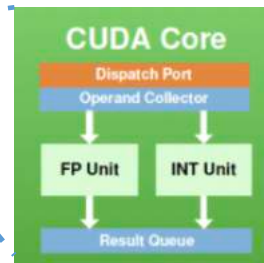 CUDA Core
Dispatch Port
Operand Collector
FP Unit INT Unit
Result Queue